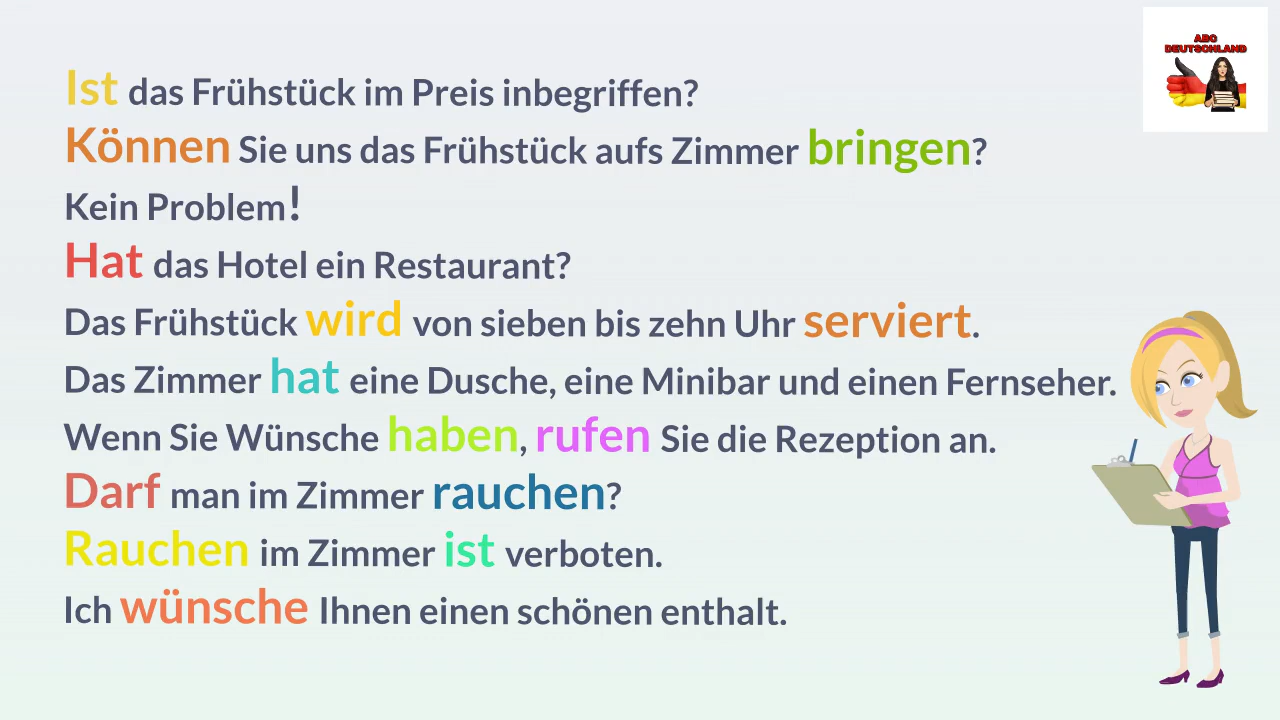 ABC
DEUTSCHLAND
Ist das Frühstück im Preis inbegriffen?
Können Sie uns das Frühstück aufs Zimmer bringen?
Kein Problem!
Hat das Hotel ein Restaurant?
Das Frühstück wird von sieben bis zehn Uhr serviert.
Das Zimmer hat eine Dusche, eine Minibar und einen Fernseher.
Wenn Sie Wünsche haben, rufen Sie die Rezeption an.
Darf man im Zimmer rauchen?
Rauchen im Zimmer ist verboten.
Ich wünsche Ihnen einen schönen enthalt.